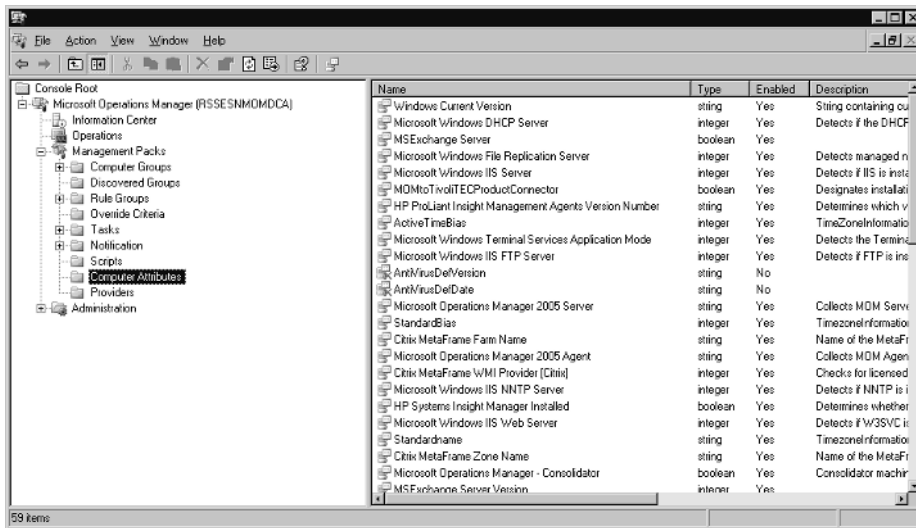 File Action View Window Help
Console Root
Microsoft Operations Manager (RSSESNMOMDCA)
Information Center
Operations
Management Packs
Computer Groups
Discovered Groups
Rule Groups
Override Criteria
Tasks
Notification
Scripts
Computer Attributes
Providers
Administration
Name Type Enabled Description
Windows Current Version string Yes String containing cu
Microsoft Windows DHCP Server integer Yes Detects if the DHCF
MSExchange Server boolean Yes
Microsoft Windows File Replication Server integer Yes Detects managed n
Microsoft Windows IIS Server integer Yes Detects if IIS is insta
MOMtoTivoliTECProductConnector boolean Yes Designates installati
HP ProLiant Insight Management Agents Version Number string Yes Determines which v
ActiveTimeBias integer Yes TimeZoneInformatio
Microsoft Windows Terminal Services Application Mode integer Yes Detects the Termina
Microsoft Windows IIS FTP Server integer Yes Detects if FTP is ins
AntiVirusDefVersion string No
AntiVirusDefDate string No
Microsoft Operations Manager 2005 Server string Yes Collects MOM Serve
StandardBias integer Yes TimezoneInformation
Citrix MetaFrame Farm Name string Yes Name of the MetaFr
Microsoft Operations Manager 2005 Agent string Yes Collects MOM Agen
Citrix MetaFrame WMI Provider [Citrix] integer Yes Checks for licensed
Microsoft Windows IIS NNTP Server integer Yes Detects if NNTP is i
HP Systems Insight Manager Installed boolean Yes Determines whether
Microsoft Windows IIS Web Server integer Yes Detects if W3SVC is
Standardname string Yes TimezoneInformation
Citrix MetaFrame Zone Name string Yes Name of the MetaFr
Microsoft Operations Manager - Consolidator boolean Yes Consolidator machin
MSExchange Server Version integer Yes
59 items